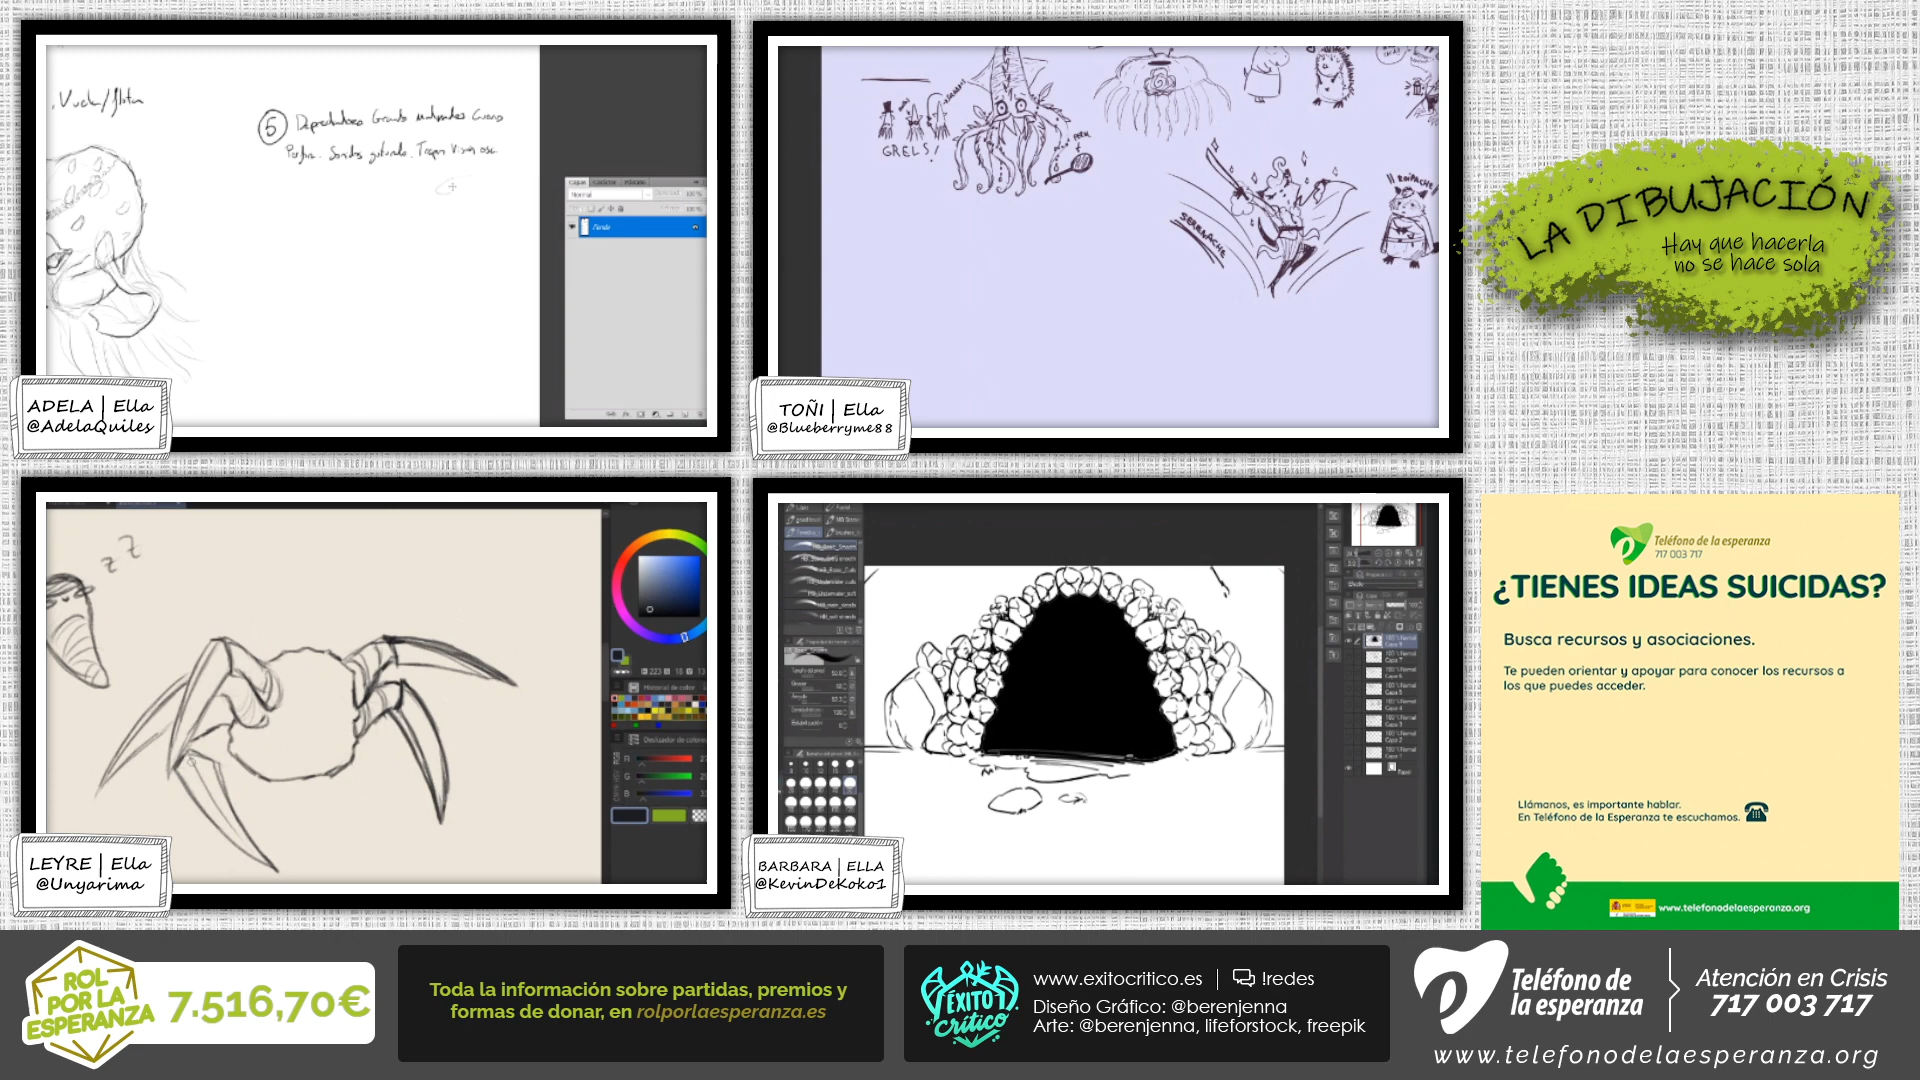 5
GRELS!
SERENACHE
ADELA | Ella
@AdelaQuiles
TOÑI | Ella
@Blueberryme88
LA DIBUJACIÓN
Hay que hacerla
no se hace sola
z z
LEYRE | Ella
@Unyarima
Historial de color
R
G
B
BARBARA | ELLA
@KevinDeKoko1
Teléfono de la esperanza
717 003 717
¿TIENES IDEAS SUICIDAS?
Busca recursos y asociaciones.
Te pueden orientar y apoyar para conocer los recursos a
los que puedes acceder.
Llámanos, es importante hablar.
En Teléfono de la Esperanza te escuchamos.
www.telefonodelaesperanza.org
ROL
POR LA
ESPERANZA
7.516,70€
Toda la información sobre partidas, premios y
formas de donar, en rolporlaesperanza.es
ÉXITO
Crítico
www.exitocritico.es | !redes
Diseño Gráfico: @berenjenna
Arte: @berenjenna, lifeforstock, freepik
Teléfono de
la esperanza
Atención en Crisis
717 003 717
www.telefonodelaesperanza.org